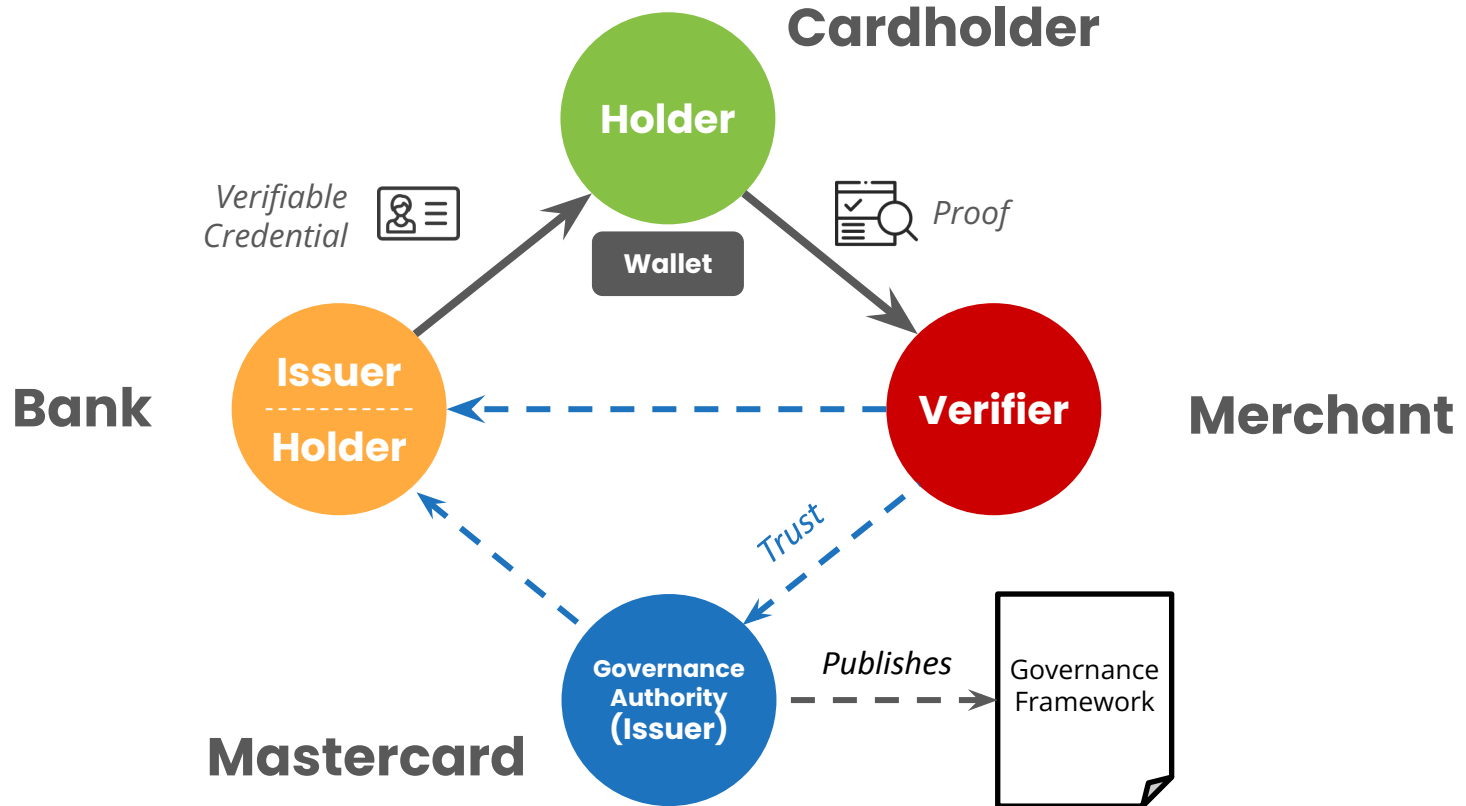 Cardholder
Holder
Verifiable
Credential
Proof
Wallet
Issuer
Holder
Bank
Verifier
Merchant
Trust
Governance
Authority
(Issuer)
Publishes
Governance
Framework
Mastercard